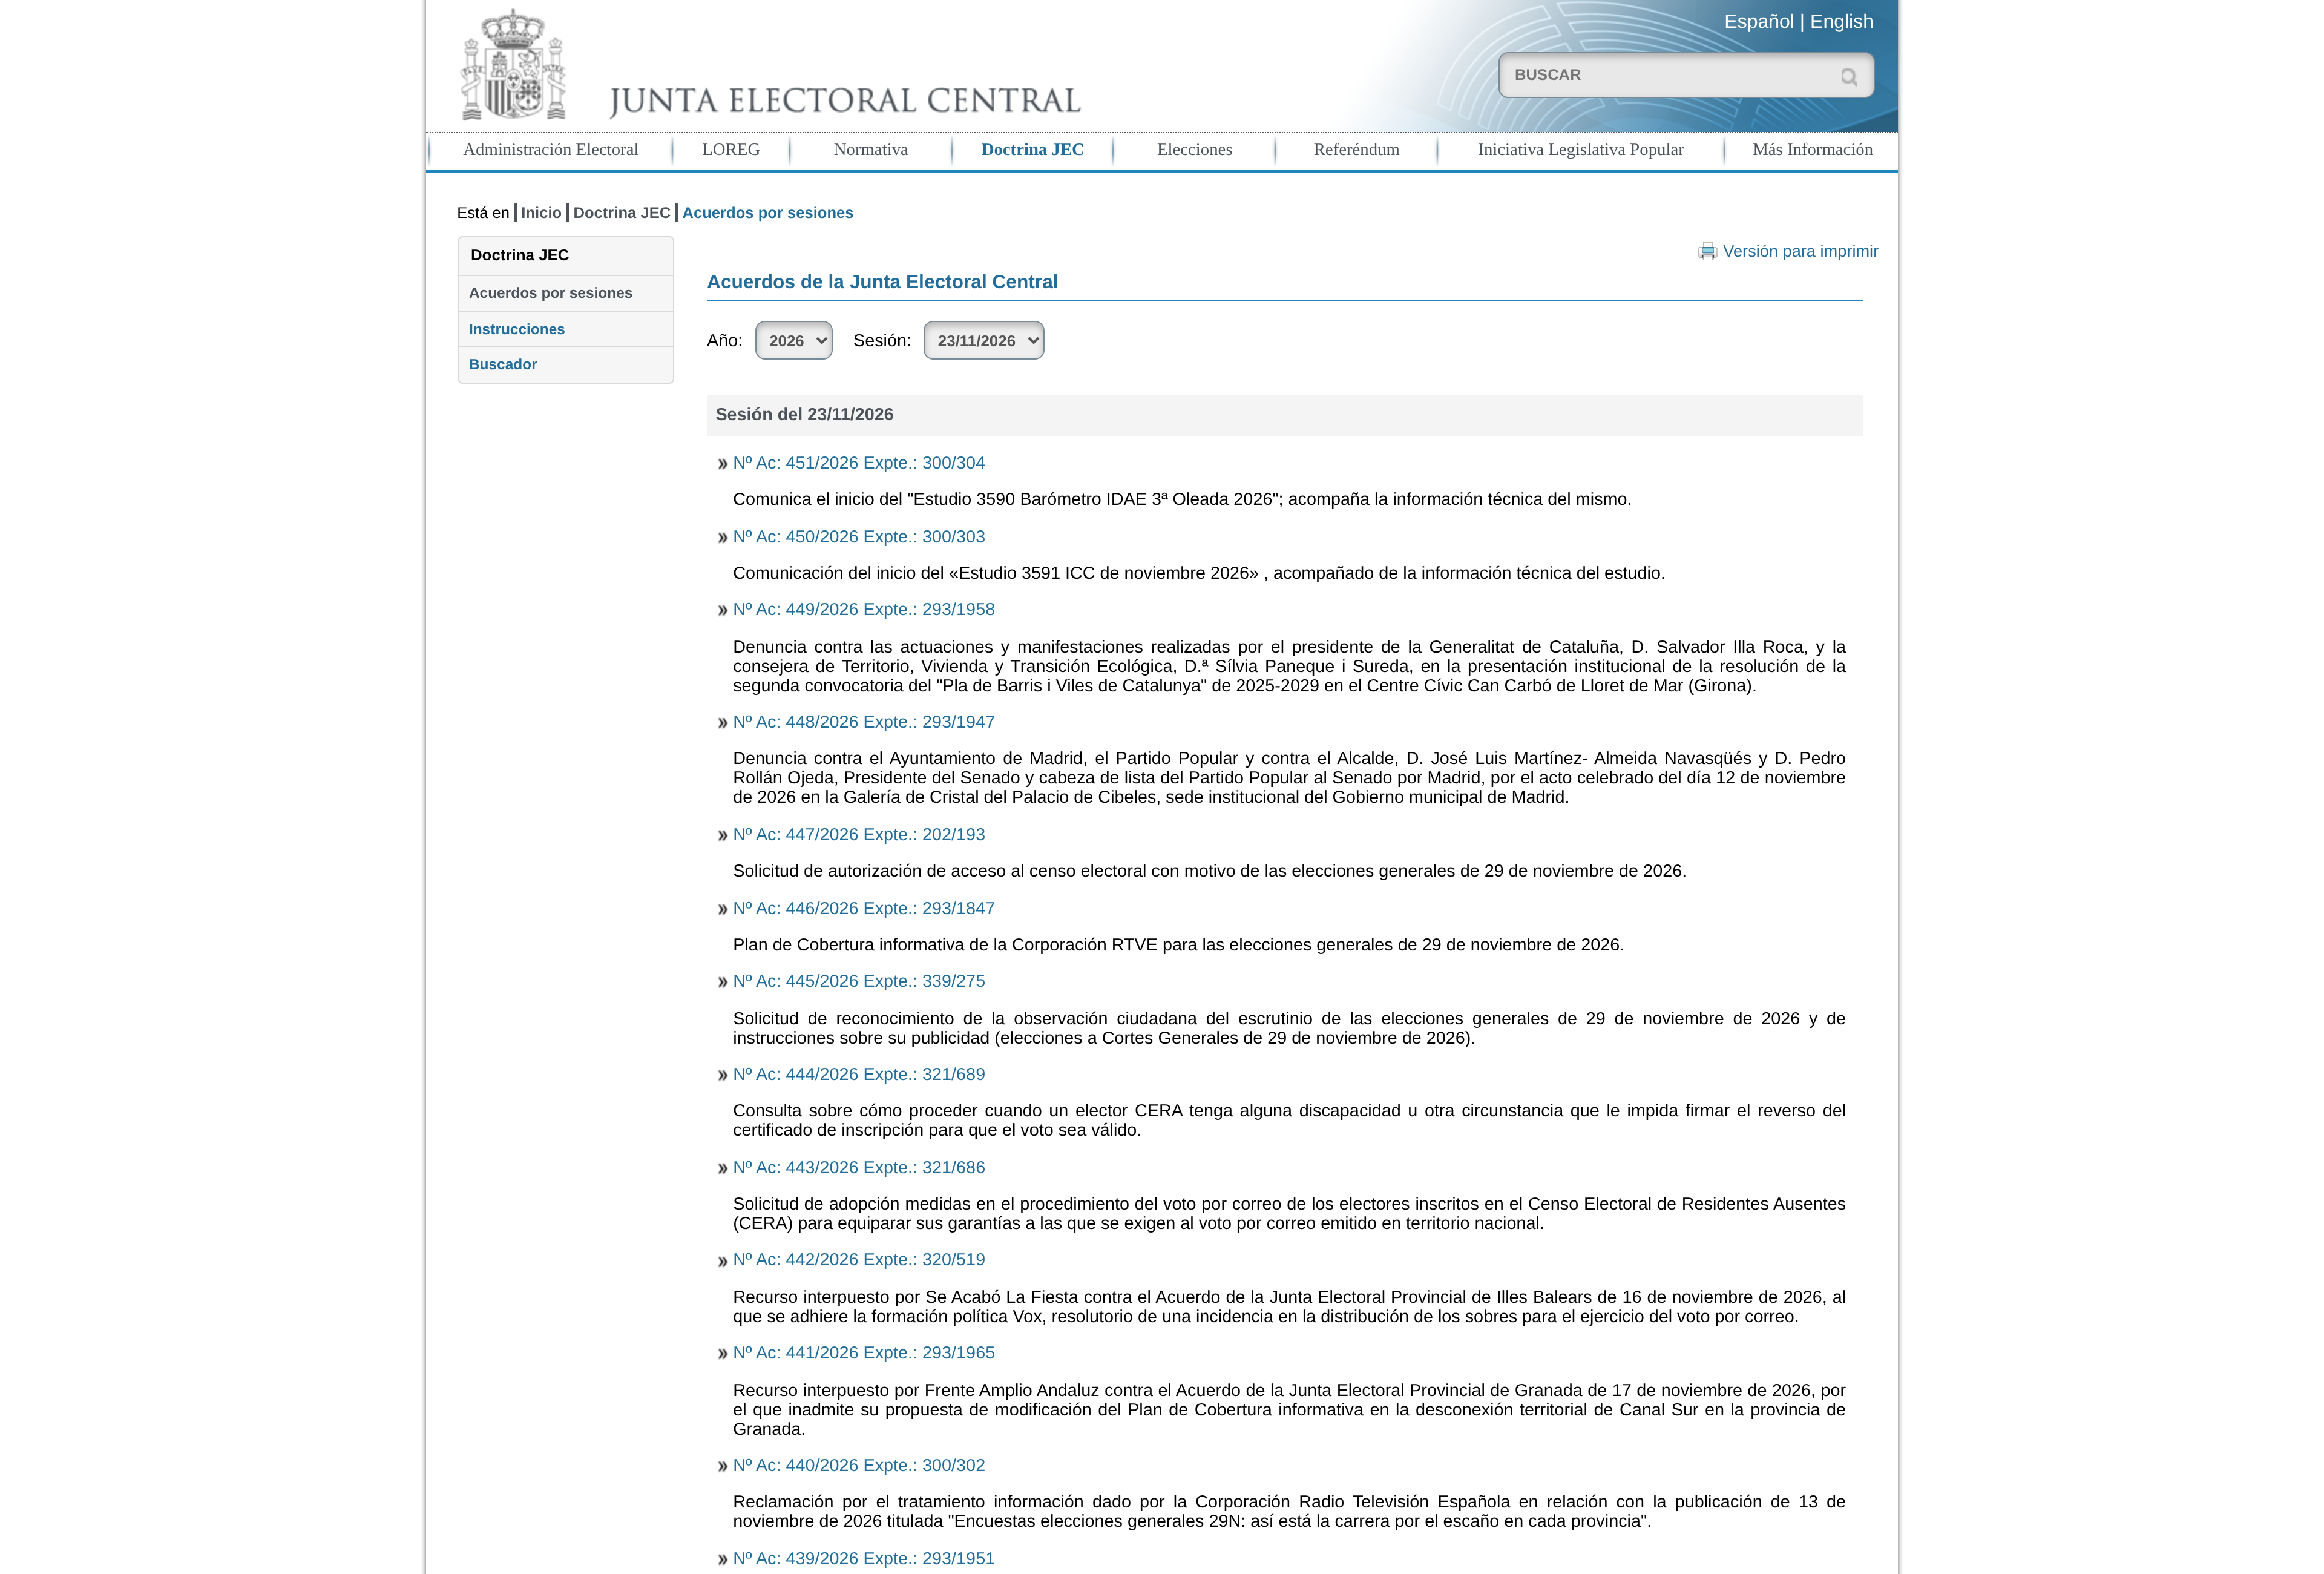 Español | English
BUSCAR
JUNTA ELECTORAL CENTRAL
Administración Electoral LOREG Normativa Doctrina JEC Elecciones Referéndum Iniciativa Legislativa Popular Más Información
Está en Inicio Doctrina JEC Acuerdos por sesiones
Doctrina JEC
Acuerdos por sesiones
Instrucciones
Buscador
Versión para imprimir
Acuerdos de la Junta Electoral Central
Año: 2026 Sesión: 23/11/2026
Sesión del 23/11/2026
Nº Ac: 451/2026 Expte.: 300/304
Comunica el inicio del "Estudio 3590 Barómetro IDAE 3ª Oleada 2026"; acompaña la información técnica del mismo.
Nº Ac: 450/2026 Expte.: 300/303
Comunicación del inicio del «Estudio 3591 ICC de noviembre 2026» , acompañado de la información técnica del estudio.
Nº Ac: 449/2026 Expte.: 293/1958
Denuncia contra las actuaciones y manifestaciones realizadas por el presidente de la Generalitat de Cataluña, D. Salvador Illa Roca, y la
consejera de Territorio, Vivienda y Transición Ecológica, D.ª Sílvia Paneque i Sureda, en la presentación institucional de la resolución de la
segunda convocatoria del "Pla de Barris i Viles de Catalunya" de 2025-2029 en el Centre Cívic Can Carbó de Lloret de Mar (Girona).
Nº Ac: 448/2026 Expte.: 293/1947
Denuncia contra el Ayuntamiento de Madrid, el Partido Popular y contra el Alcalde, D. José Luis Martínez- Almeida Navasqüés y D. Pedro
Rollán Ojeda, Presidente del Senado y cabeza de lista del Partido Popular al Senado por Madrid, por el acto celebrado del día 12 de noviembre
de 2026 en la Galería de Cristal del Palacio de Cibeles, sede institucional del Gobierno municipal de Madrid.
Nº Ac: 447/2026 Expte.: 202/193
Solicitud de autorización de acceso al censo electoral con motivo de las elecciones generales de 29 de noviembre de 2026.
Nº Ac: 446/2026 Expte.: 293/1847
Plan de Cobertura informativa de la Corporación RTVE para las elecciones generales de 29 de noviembre de 2026.
Nº Ac: 445/2026 Expte.: 339/275
Solicitud de reconocimiento de la observación ciudadana del escrutinio de las elecciones generales de 29 de noviembre de 2026 y de
instrucciones sobre su publicidad (elecciones a Cortes Generales de 29 de noviembre de 2026).
Nº Ac: 444/2026 Expte.: 321/689
Consulta sobre cómo proceder cuando un elector CERA tenga alguna discapacidad u otra circunstancia que le impida firmar el reverso del
certificado de inscripción para que el voto sea válido.
Nº Ac: 443/2026 Expte.: 321/686
Solicitud de adopción medidas en el procedimiento del voto por correo de los electores inscritos en el Censo Electoral de Residentes Ausentes
(CERA) para equiparar sus garantías a las que se exigen al voto por correo emitido en territorio nacional.
Nº Ac: 442/2026 Expte.: 320/519
Recurso interpuesto por Se Acabó La Fiesta contra el Acuerdo de la Junta Electoral Provincial de Illes Balears de 16 de noviembre de 2026, al
que se adhiere la formación política Vox, resolutorio de una incidencia en la distribución de los sobres para el ejercicio del voto por correo.
Nº Ac: 441/2026 Expte.: 293/1965
Recurso interpuesto por Frente Amplio Andaluz contra el Acuerdo de la Junta Electoral Provincial de Granada de 17 de noviembre de 2026, por
el que inadmite su propuesta de modificación del Plan de Cobertura informativa en la desconexión territorial de Canal Sur en la provincia de
Granada.
Nº Ac: 440/2026 Expte.: 300/302
Reclamación por el tratamiento información dado por la Corporación Radio Televisión Española en relación con la publicación de 13 de
noviembre de 2026 titulada "Encuestas elecciones generales 29N: así está la carrera por el escaño en cada provincia".
Nº Ac: 439/2026 Expte.: 293/1951